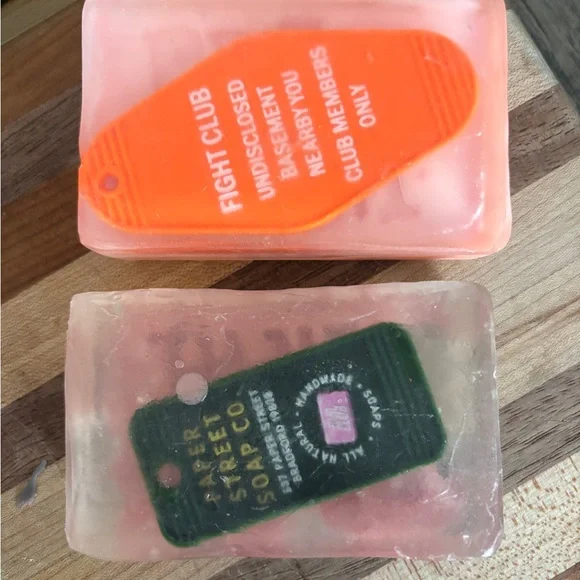 FIGHT CLUB
UNDISCLOSED
BASEMENT
NEARBY YOU
CLUB MEMBERS
ONLY
PAPER
STREET
SOAP CO
537 PAPER STREET
BRADFORD 19808
• HANDMADE • SOAPS • ALL NATURAL